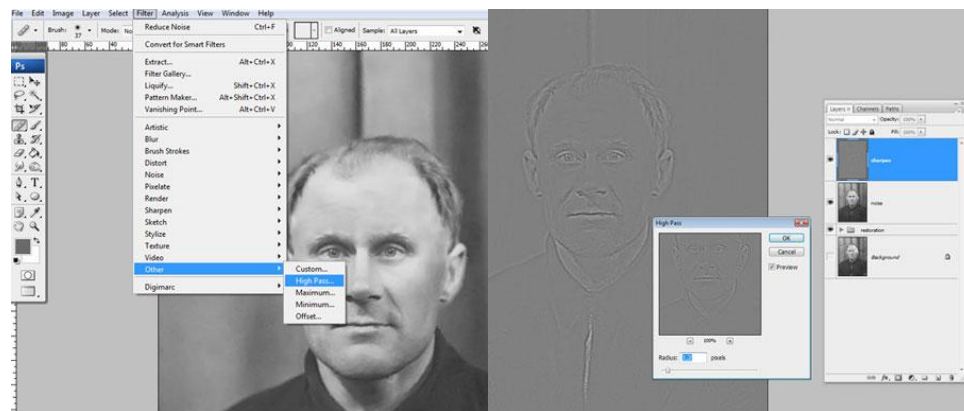 File Edit Image Layer Select Filter Analysis View Window Help
Brush: 37 Mode: Aligned Sample: All Layers
Reduce Noise Ctrl+F
Convert for Smart Filters
Extract... Alt+Ctrl+X
Filter Gallery...
Liquify... Shift+Ctrl+X
Pattern Maker... Alt+Shift+Ctrl+X
Vanishing Point... Alt+Ctrl+V
Artistic
Blur
Brush Strokes
Distort
Noise
Pixelate
Render
Sharpen
Sketch
Stylize
Texture
Video
Other
Digimarc
Custom...
High Pass...
Maximum...
Minimum...
Offset...
Ps
High Pass
OK
Cancel
Preview
100%
Radius: pixels
Layers Channels Paths
Normal Opacity: 100%
Lock: Fill: 100%
sharpen
noise
restoration
Background